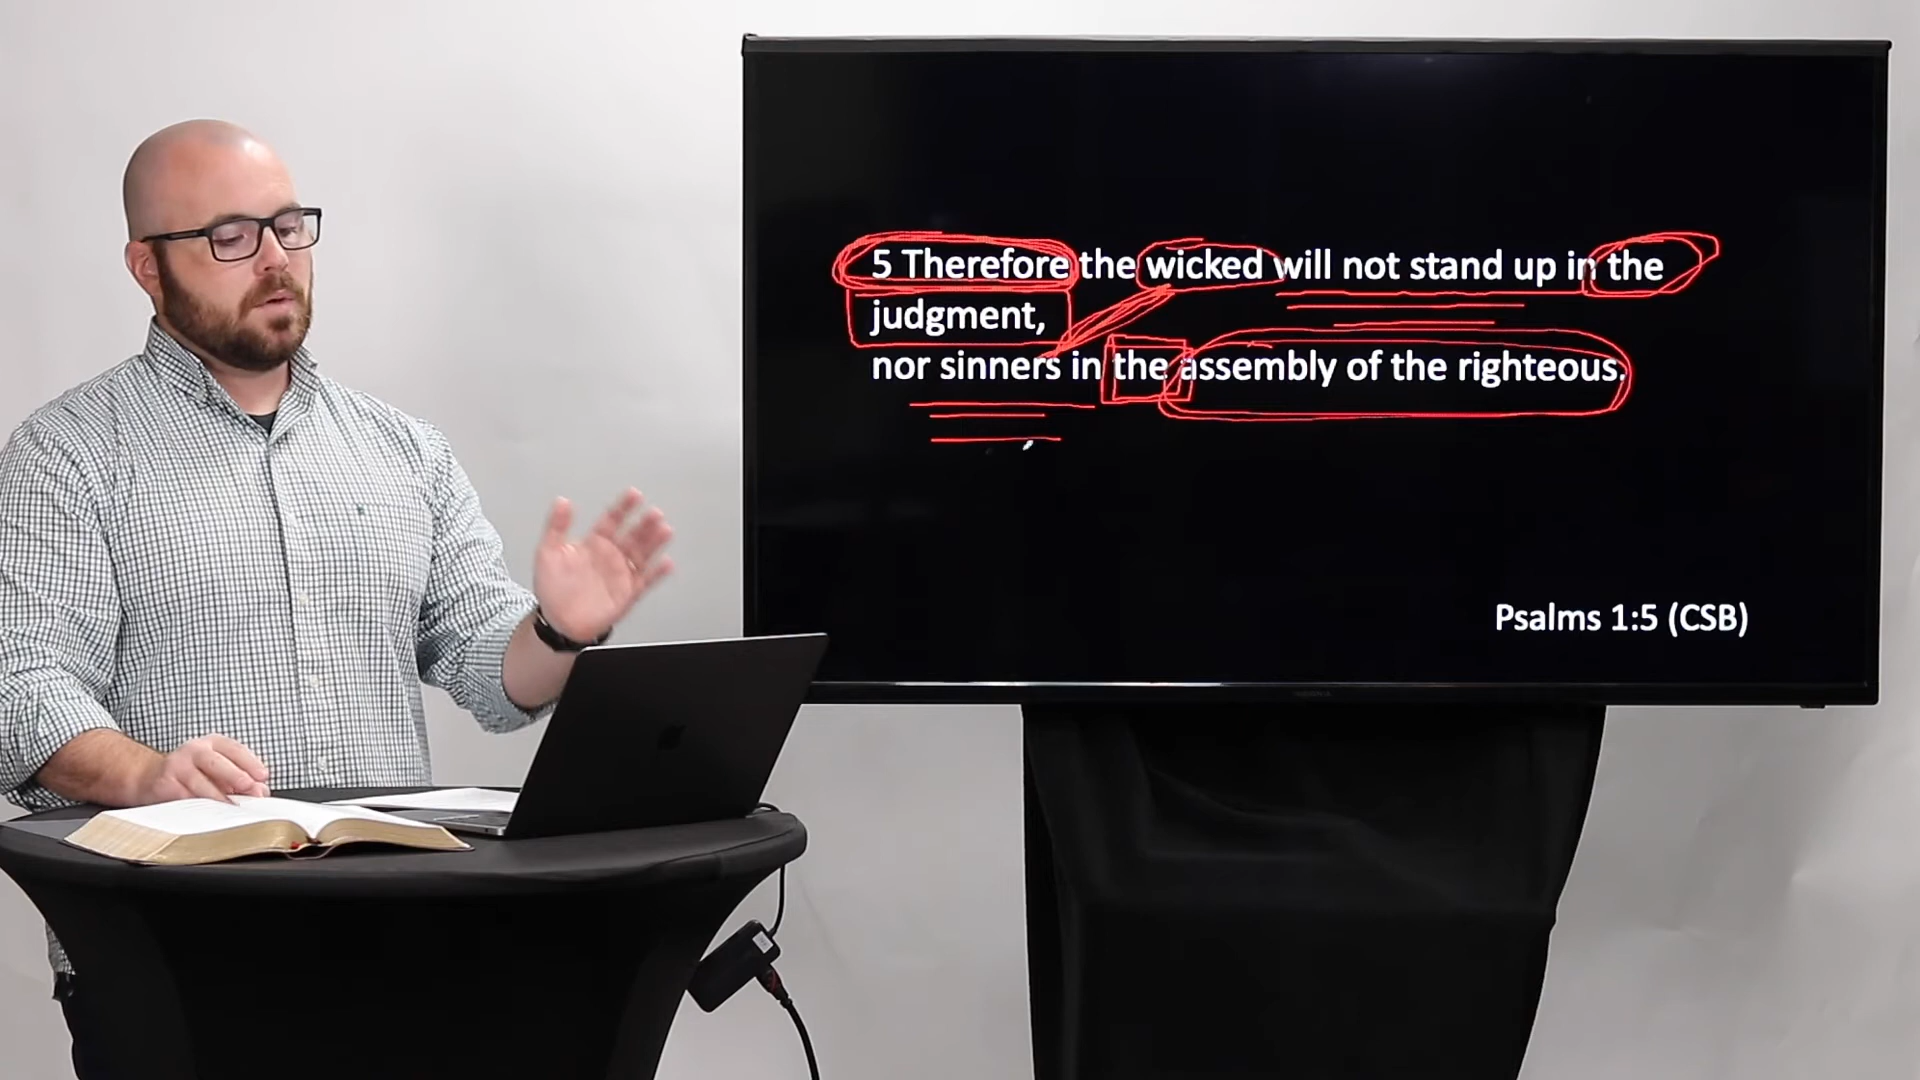 5 Therefore the wicked will not stand up in the
judgment,
nor sinners in the assembly of the righteous.
Psalms 1:5 (CSB)